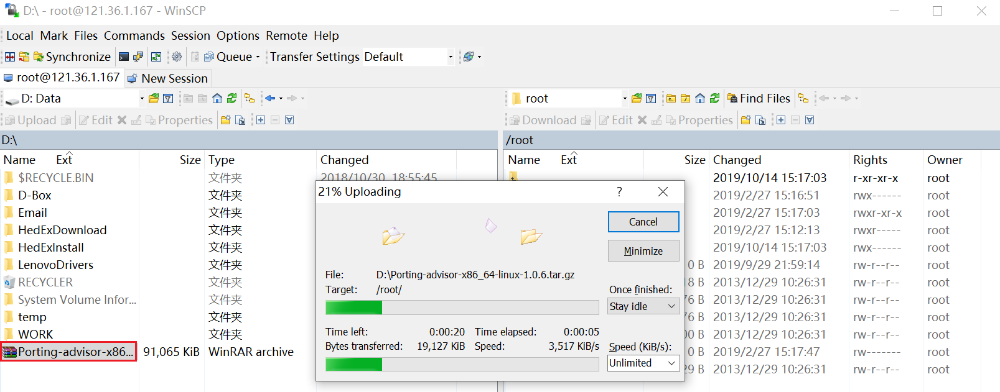 D:\ - root@121.36.1.167 - WinSCP
Local Mark Files Commands Session Options Remote Help
Synchronize Queue Transfer Settings Default
root@121.36.1.167 New Session
D: Data root Find Files
Upload Edit Properties Download Edit Properties
D:\ /root
Name Ext Size Type Changed Name Ext Size Changed Rights Owner
$RECYCLE.BIN 文件夹 2018/10/30 18:55:45 2019/10/14 15:17:03 r-xr-xr-x root
D-Box 文件夹 2019/2/27 15:16:51 rwx------ root
Email 文件夹 2019/2/27 15:17:03 rwxr-xr-x root
HedExDownload 文件夹 2019/2/27 15:12:13 rwxr----- root
HedExInstall 文件夹 2019/10/14 15:17:03 rwx------ root
LenovoDrivers 文件夹 0 B 2019/9/29 21:59:14 rw-r--r-- root
RECYCLER 文件夹 18 B 2013/12/29 10:26:31 rw-r--r-- root
System Volume Infor... 文件夹 76 B 2013/12/29 10:26:31 rw-r--r-- root
temp 文件夹 76 B 2013/12/29 10:26:31 rw-r--r-- root
WORK 文件夹 00 B 2013/12/29 10:26:31 rw-r--r-- root
Porting-advisor-x86... 91,065 KiB WinRAR archive 0 B 2019/2/27 15:17:47 rw------- root
29 B 2013/12/29 10:26:31 rw-r--r-- root
21% Uploading ?
Cancel
Minimize
File: D:\Porting-advisor-x86_64-linux-1.0.6.tar.gz
Target: /root/
Once finished:
Stay idle
Time left: 0:00:20 Time elapsed: 0:00:05
Bytes transferred: 19,127 KiB Speed: 3,517 KiB/s
Speed (KiB/s):
Unlimited